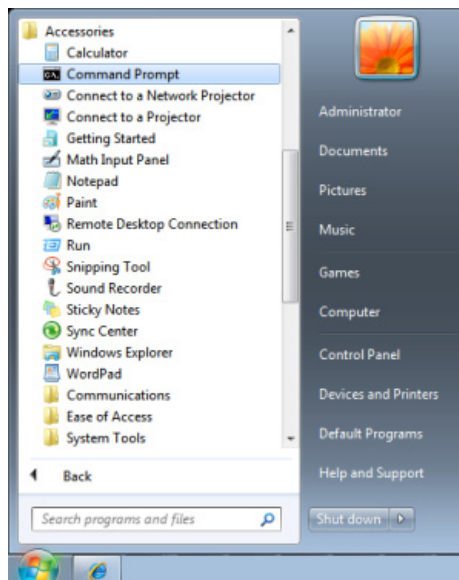 Accessories
Calculator
Command Prompt
Connect to a Network Projector
Connect to a Projector
Getting Started
Math Input Panel
Notepad
Paint
Remote Desktop Connection
Run
Snipping Tool
Sound Recorder
Sticky Notes
Sync Center
Windows Explorer
WordPad
Communications
Ease of Access
System Tools
Back
Search programs and files
Administrator
Documents
Pictures
Music
Games
Computer
Control Panel
Devices and Printers
Default Programs
Help and Support
Shut down